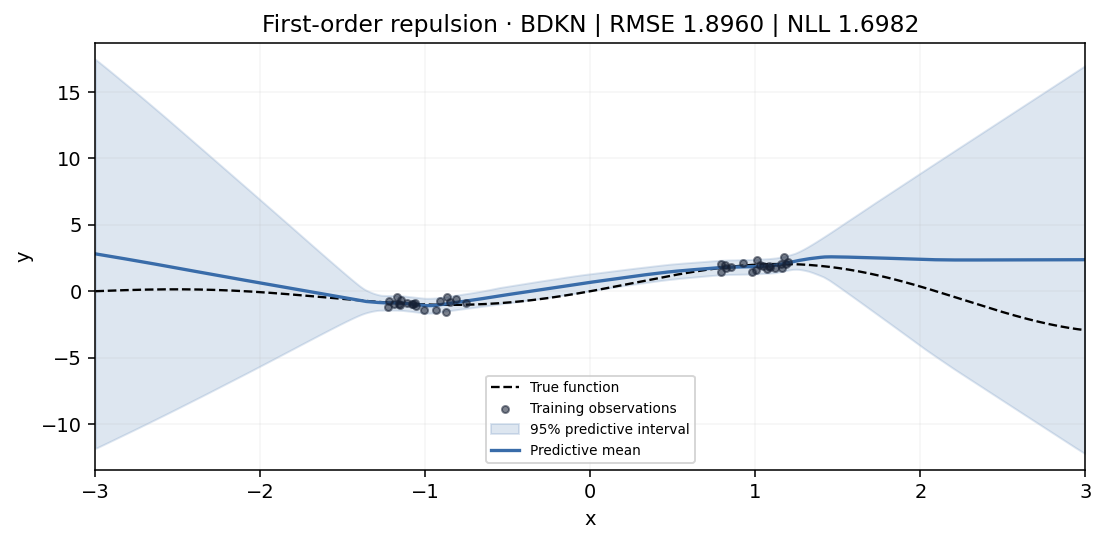 First-order repulsion · BDKN | RMSE 1.8960 | NLL 1.6982
15
10
5
0
−5
−10
y
True function
Training observations
95% predictive interval
Predictive mean
−3 −2 −1 0 1 2 3
x